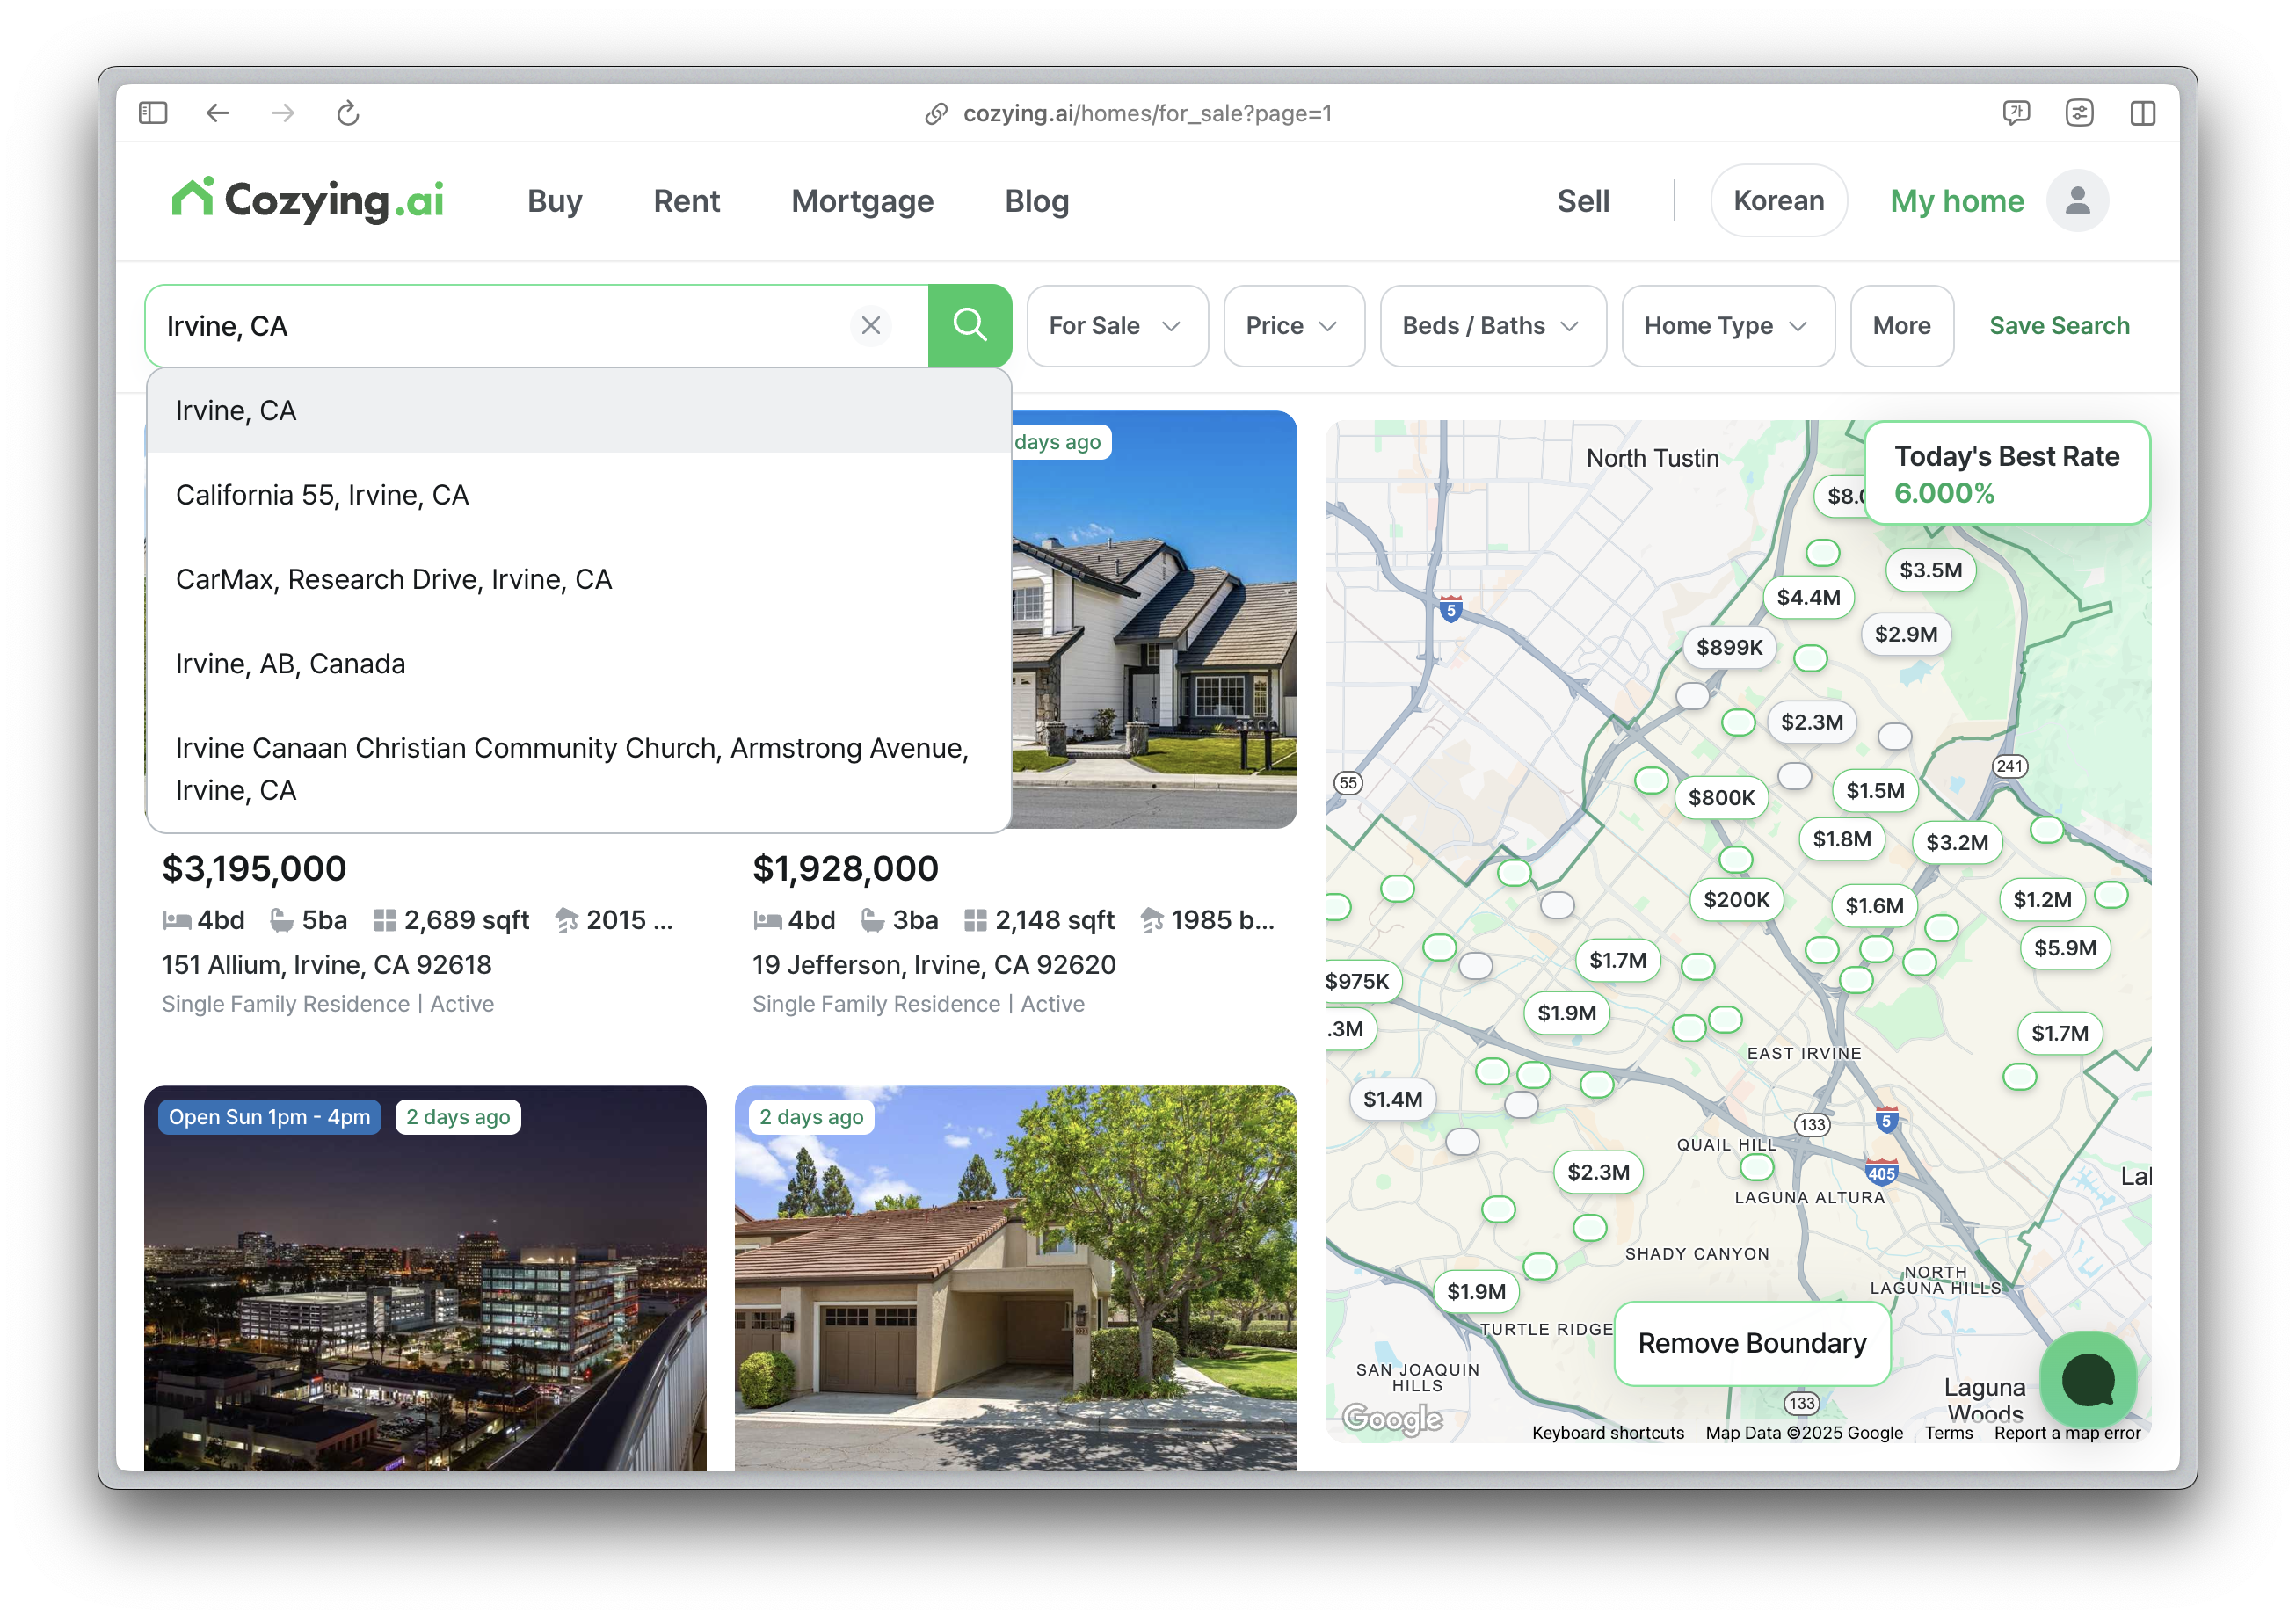 cozying.ai/homes/for_sale?page=1
Cozying.ai
Buy
Rent
Mortgage
Blog
Sell
Korean
My home
Irvine, CA
For Sale
Price
Beds / Baths
Home Type
More
Save Search
Irvine, CA
California 55, Irvine, CA
CarMax, Research Drive, Irvine, CA
Irvine, AB, Canada
Irvine Canaan Christian Community Church, Armstrong Avenue,
Irvine, CA
days ago
$3,195,000
4bd 5ba 2,689 sqft 2015 ...
151 Allium, Irvine, CA 92618
Single Family Residence | Active
$1,928,000
4bd 3ba 2,148 sqft 1985 b...
19 Jefferson, Irvine, CA 92620
Single Family Residence | Active
Open Sun 1pm - 4pm
2 days ago
2 days ago
North Tustin
Today's Best Rate
6.000%
$3.5M
$4.4M
5
$2.9M
$899K
$2.3M
241
55
$1.5M
$800K
$1.8M
$3.2M
$200K
$1.6M
$1.2M
$5.9M
$1.7M
$975K
$1.9M
.3M
$1.7M
EAST IRVINE
$1.4M
5
133
QUAIL HILL
$2.3M
405
LAGUNA ALTURA
SHADY CANYON
NORTH
LAGUNA HILLS
$1.9M
TURTLE RIDGE
Remove Boundary
SAN JOAQUIN
HILLS
Laguna
Woods
133
Google
Keyboard shortcuts
Map Data ©2025 Google
Terms
Report a map error